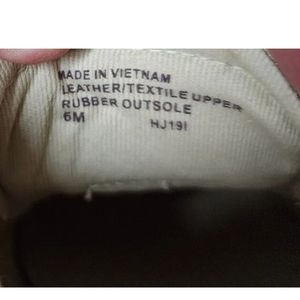 MADE IN VIETNAM
LEATHER/TEXTILE UPPER
RUBBER OUTSOLE
6M HJ19I